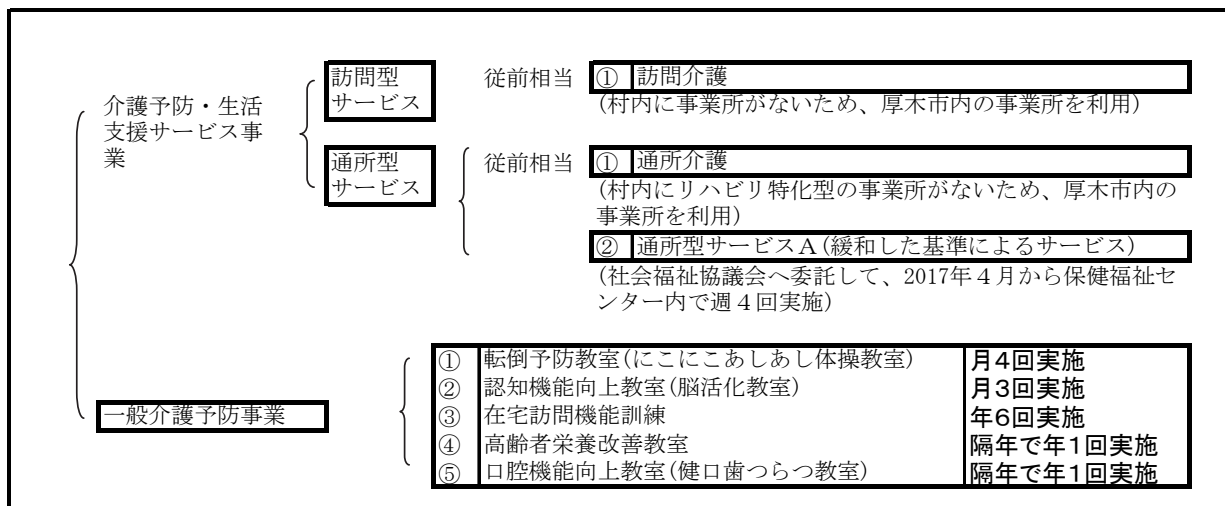 訪問型
サービス
従前相当 ① 訪問介護
(村内に事業所がないため、厚木市内の事業所を利用)
介護予防・生活
支援サービス事
業
通所型
サービス
従前相当 ① 通所介護
(村内にリハビリ特化型の事業所がないため、厚木市内の
事業所を利用)
② 通所型サービスＡ(緩和した基準によるサービス)
(社会福祉協議会へ委託して、2017年４月から保健福祉セ
ンター内で週４回実施)
一般介護予防事業
① 転倒予防教室(にこにこあしあし体操教室) 月4回実施
② 認知機能向上教室(脳活化教室) 月3回実施
③ 在宅訪問機能訓練 年6回実施
④ 高齢者栄養改善教室 隔年で年1回実施
⑤ 口腔機能向上教室(健口歯つらつ教室) 隔年で年1回実施